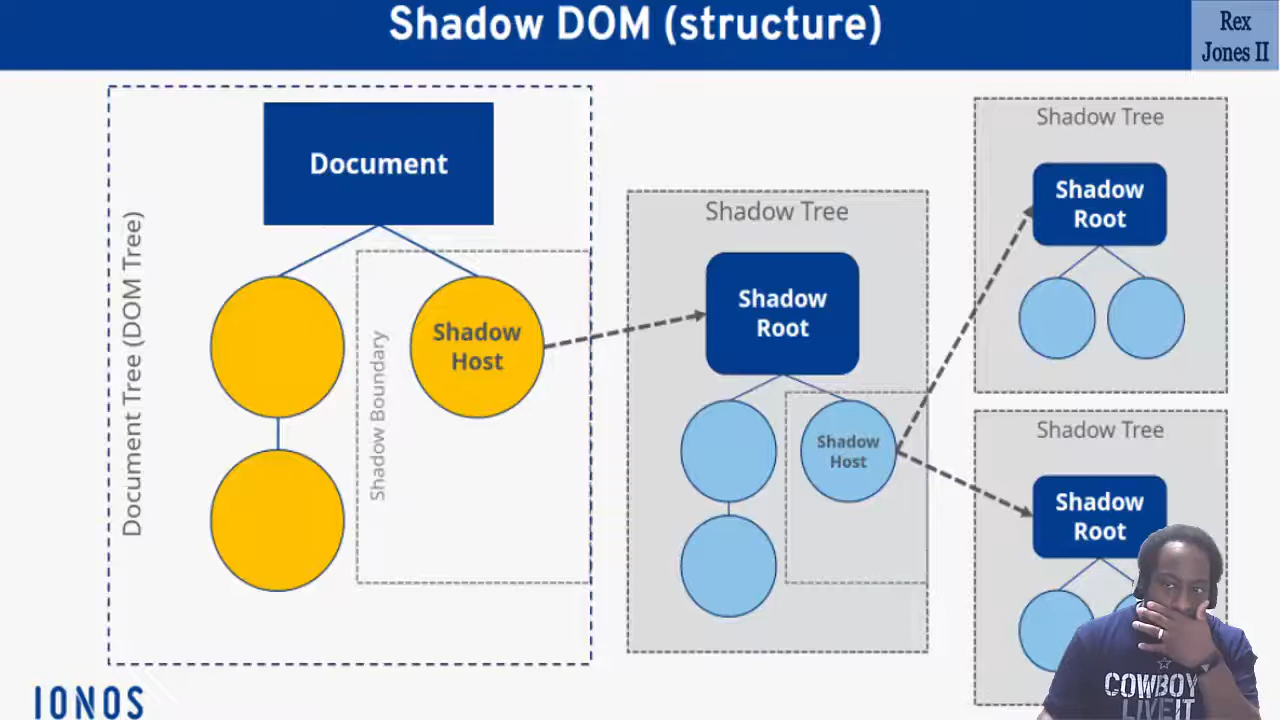 Shadow DOM (structure)
Rex
Jones II
Document Tree (DOM Tree)
Document
Shadow Boundary
Shadow
Host
Shadow Tree
Shadow
Root
Shadow
Host
Shadow Tree
Shadow
Root
Shadow Tree
Shadow
Root
COWBOY
LIVE IT
IONOS